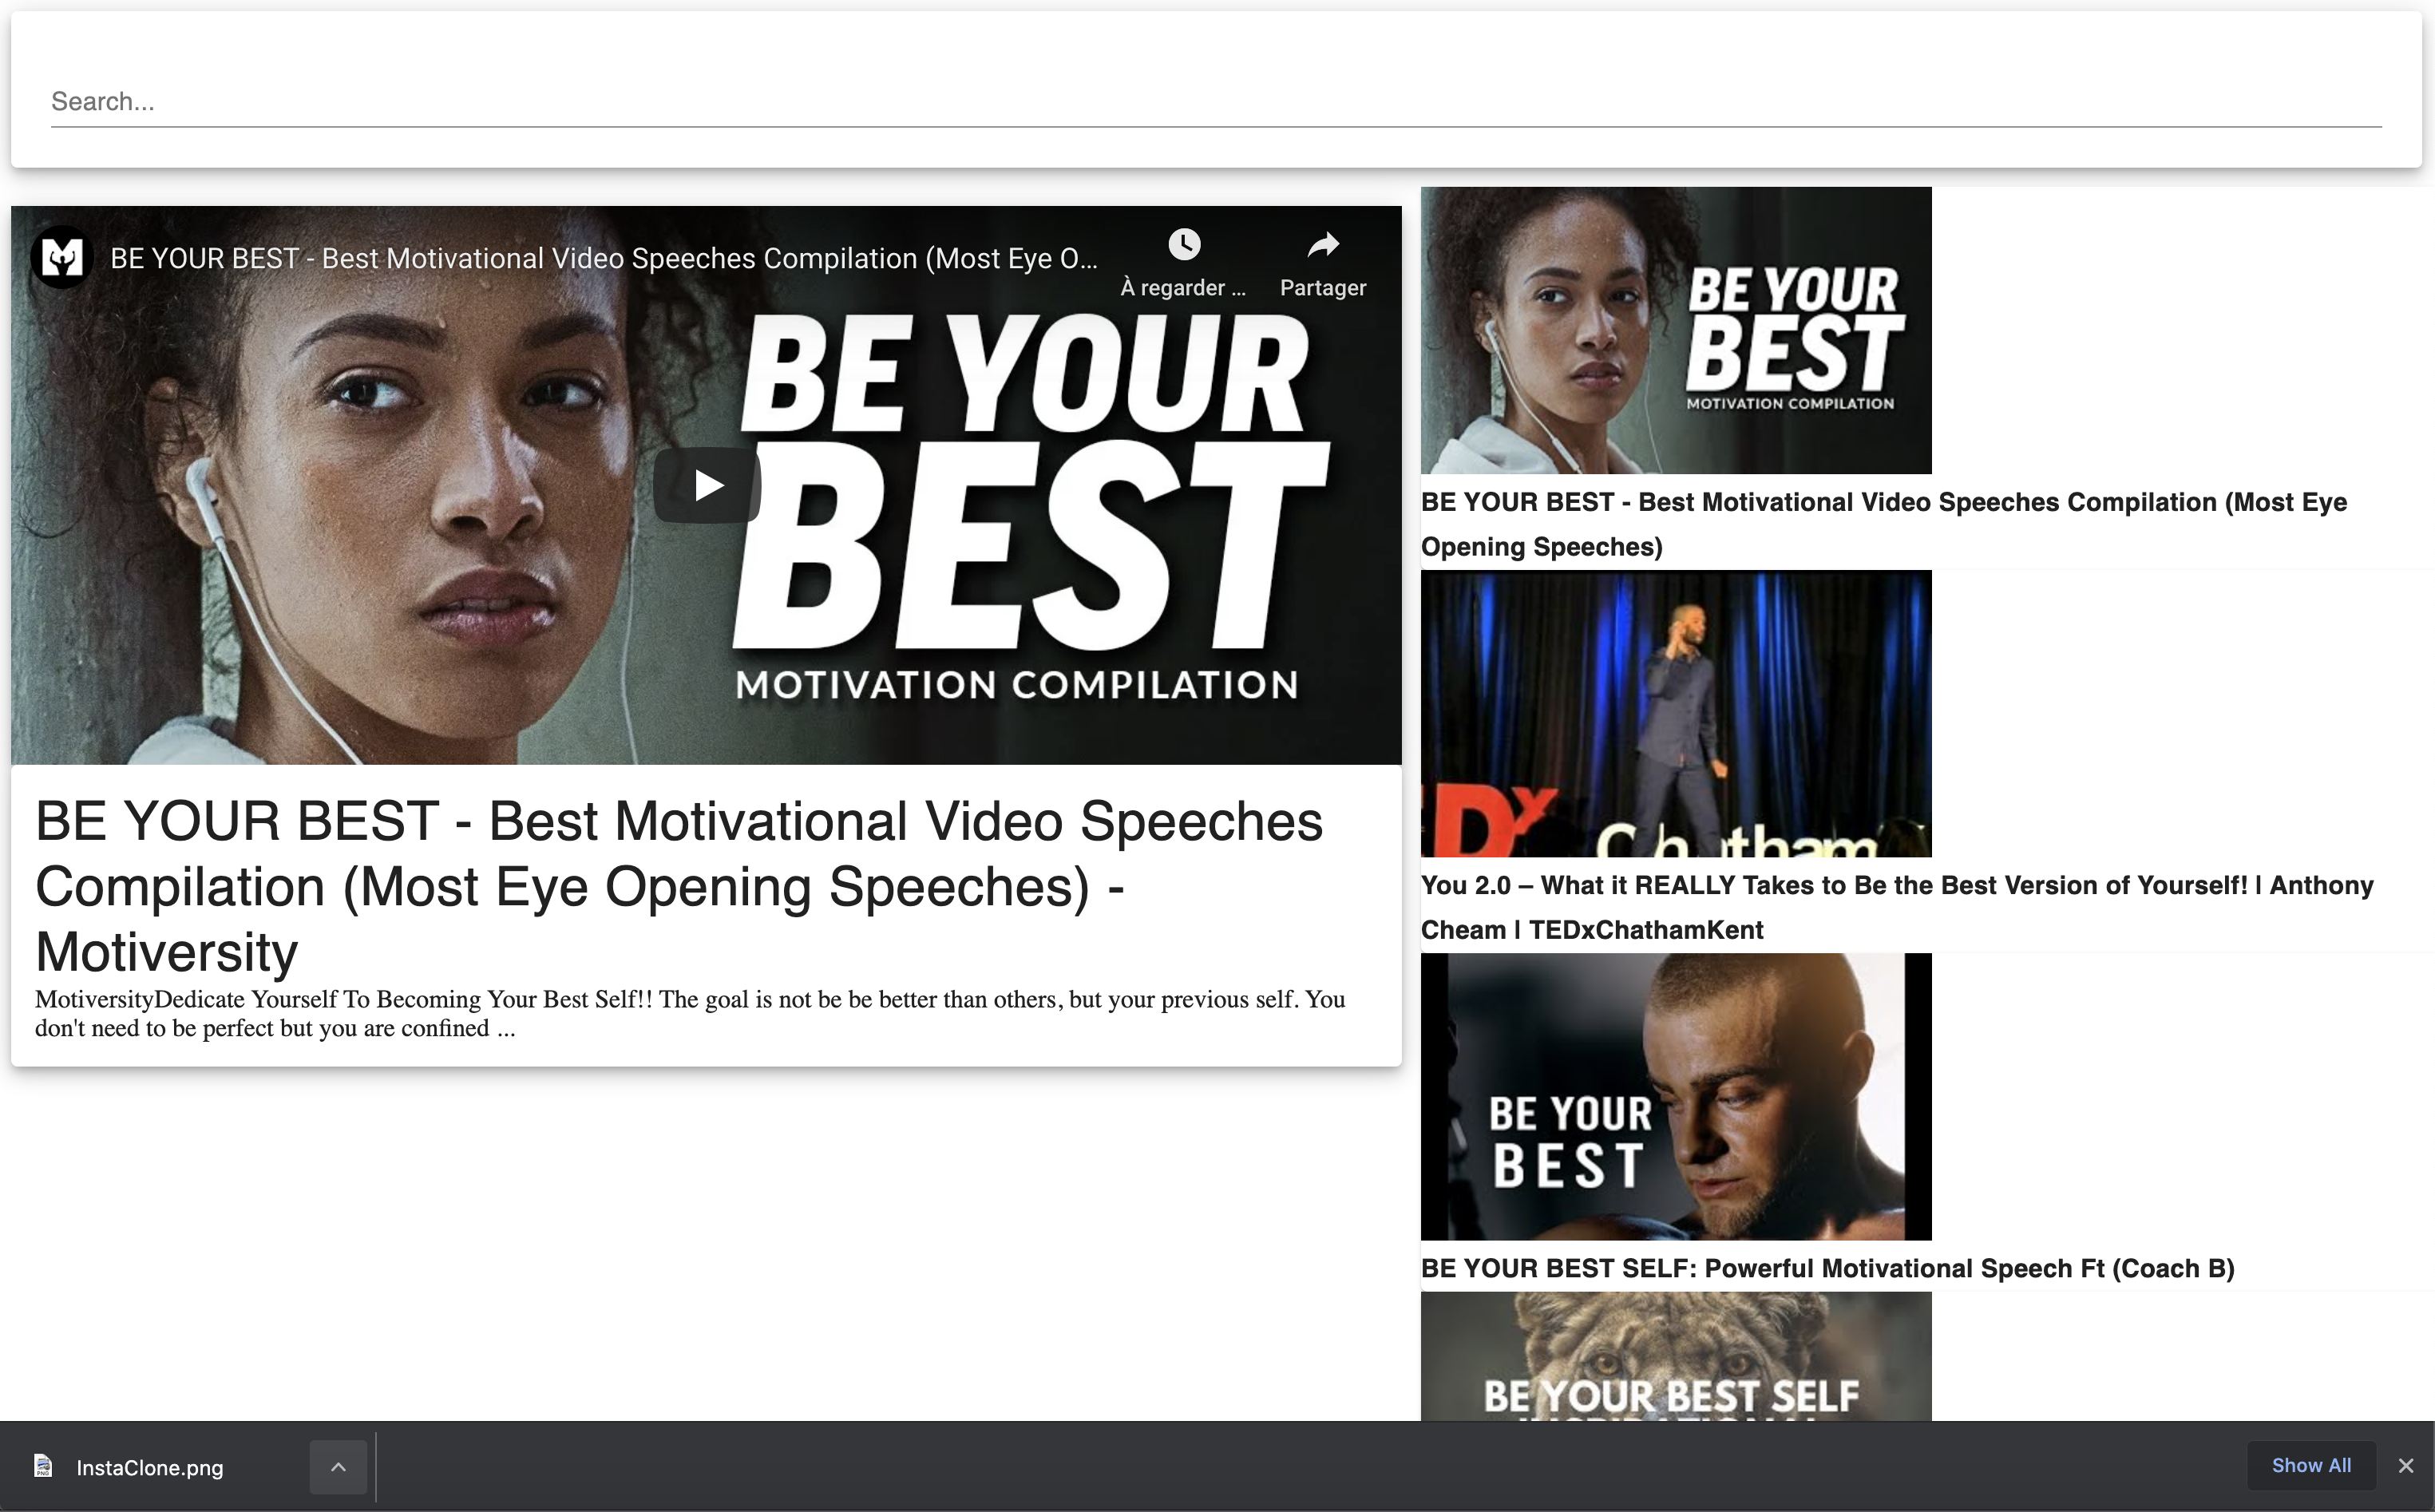 Search...
BE YOUR BEST - Best Motivational Video Speeches Compilation (Most Eye O...
À regarder ...
Partager
BE YOUR
BEST
MOTIVATION COMPILATION
BE YOUR BEST - Best Motivational Video Speeches
Compilation (Most Eye Opening Speeches) -
Motiversity
MotiversityDedicate Yourself To Becoming Your Best Self!! The goal is not be be better than others, but your previous self. You
don't need to be perfect but you are confined ...
BE YOUR
BEST
MOTIVATION COMPILATION
BE YOUR BEST - Best Motivational Video Speeches Compilation (Most Eye
Opening Speeches)
Dx
Chatham
You 2.0 – What it REALLY Takes to Be the Best Version of Yourself! | Anthony
Cheam | TEDxChathamKent
BE YOUR
BEST
BE YOUR BEST SELF: Powerful Motivational Speech Ft (Coach B)
BE YOUR BEST SELF
PNG
InstaClone.png
Show All